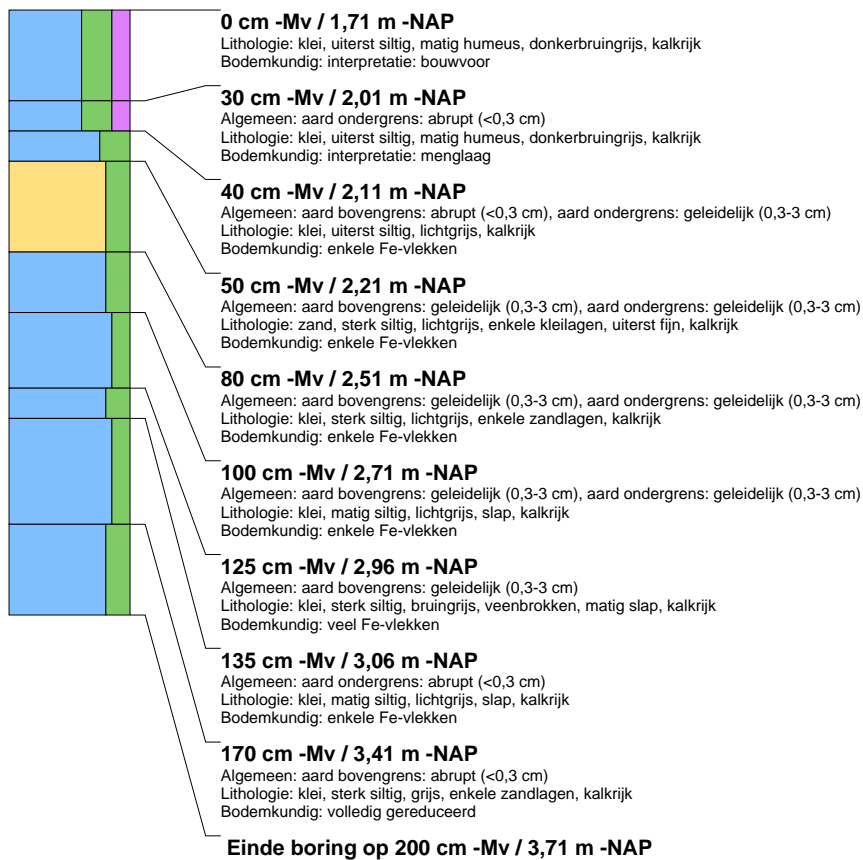 0 cm -Mv / 1,71 m -NAP
Lithologie: klei, uiterst siltig, matig humeus, donkerbruingrijs, kalkrijk
Bodemkundig: interpretatie: bouwvoor
30 cm -Mv / 2,01 m -NAP
Algemeen: aard ondergrens: abrupt (<0,3 cm)
Lithologie: klei, uiterst siltig, matig humeus, donkerbruingrijs, kalkrijk
Bodemkundig: interpretatie: menglaag
40 cm -Mv / 2,11 m -NAP
Algemeen: aard bovengrens: abrupt (<0,3 cm), aard ondergrens: geleidelijk (0,3-3 cm)
Lithologie: klei, uiterst siltig, lichtgrijs, kalkrijk
Bodemkundig: enkele Fe-vlekken
50 cm -Mv / 2,21 m -NAP
Algemeen: aard bovengrens: geleidelijk (0,3-3 cm), aard ondergrens: geleidelijk (0,3-3 cm)
Lithologie: zand, sterk siltig, lichtgrijs, enkele kleilagen, uiterst fijn, kalkrijk
Bodemkundig: enkele Fe-vlekken
80 cm -Mv / 2,51 m -NAP
Algemeen: aard bovengrens: geleidelijk (0,3-3 cm), aard ondergrens: geleidelijk (0,3-3 cm)
Lithologie: klei, sterk siltig, lichtgrijs, enkele zandlagen, kalkrijk
Bodemkundig: enkele Fe-vlekken
100 cm -Mv / 2,71 m -NAP
Algemeen: aard bovengrens: geleidelijk (0,3-3 cm), aard ondergrens: geleidelijk (0,3-3 cm)
Lithologie: klei, matig siltig, lichtgrijs, slap, kalkrijk
Bodemkundig: enkele Fe-vlekken
125 cm -Mv / 2,96 m -NAP
Algemeen: aard bovengrens: geleidelijk (0,3-3 cm)
Lithologie: klei, sterk siltig, bruingrijs, veenbrokken, matig slap, kalkrijk
Bodemkundig: veel Fe-vlekken
135 cm -Mv / 3,06 m -NAP
Algemeen: aard ondergrens: abrupt (<0,3 cm)
Lithologie: klei, matig siltig, lichtgrijs, slap, kalkrijk
Bodemkundig: enkele Fe-vlekken
170 cm -Mv / 3,41 m -NAP
Algemeen: aard bovengrens: abrupt (<0,3 cm)
Lithologie: klei, sterk siltig, grijs, enkele zandlagen, kalkrijk
Bodemkundig: volledig gereduceerd
Einde boring op 200 cm -Mv / 3,71 m -NAP